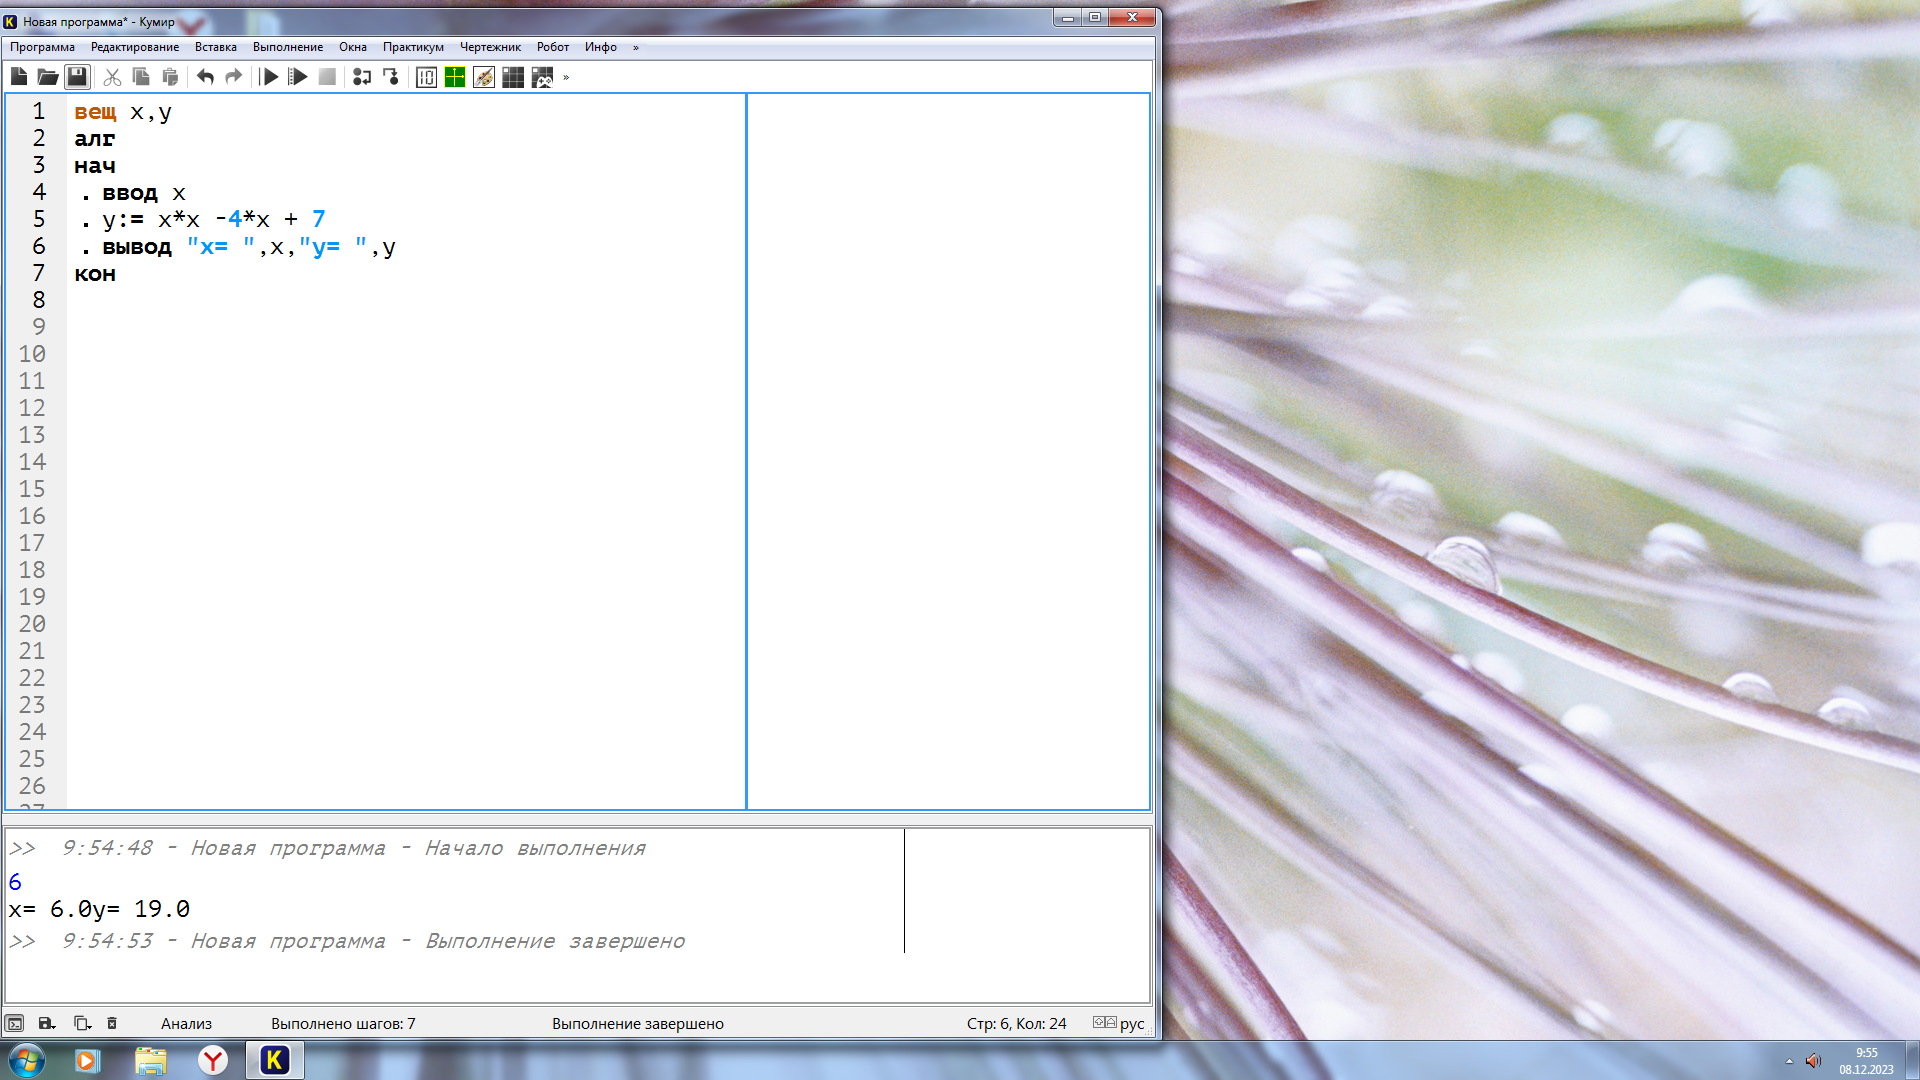 Новая программа* - Кумир
Программа Редактирование Вставка Выполнение Окна Практикум Чертежник Робот Инфо »
»
1 вещ x,y
2 алг
3 нач
4 . ввод x
5 . y:= x*x -4*x + 7
6 . вывод "x= ",x,"y= ",y
7 кон
8
9
10
11
12
13
14
15
16
17
18
19
20
21
22
23
24
25
26
27
>> 9:54:48 - Новая программа - Начало выполнения
6
x= 6.0y= 19.0
>> 9:54:53 - Новая программа - Выполнение завершено
Анализ Выполнено шагов: 7 Выполнение завершено Стр: 6, Кол: 24 рус
9:55
08.12.2023